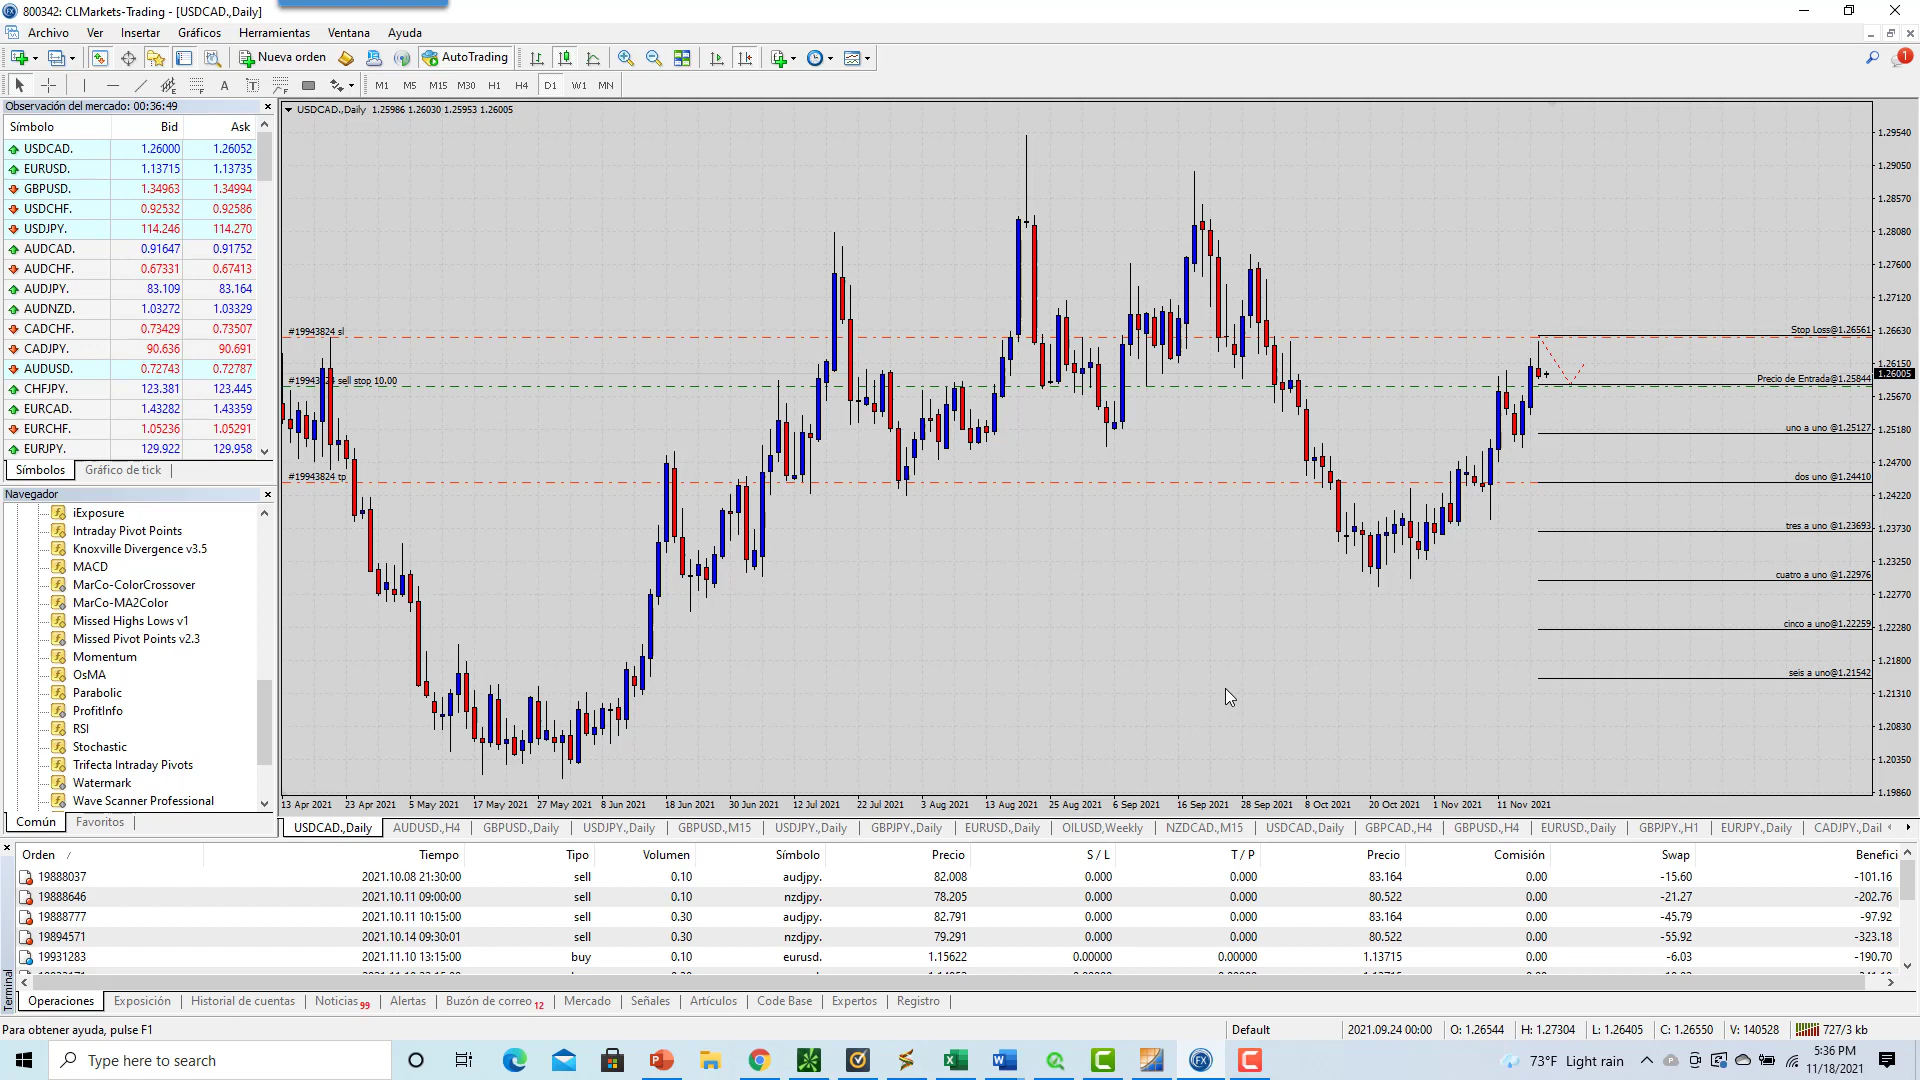 800342: CLMarkets-Trading - [USDCAD.,Daily]
Archivo Ver Insertar Gráficos Herramientas Ventana Ayuda
Nueva orden AutoTrading 1
A T M1 M5 M15 M30 H1 H4 D1 W1 MN
Observación del mercado: 00:36:49
Símbolo Bid Ask
USDCAD. 1.26000 1.26052
EURUSD. 1.13715 1.13735
GBPUSD. 1.34963 1.34994
USDCHF. 0.92532 0.92586
USDJPY. 114.246 114.270
AUDCAD. 0.91647 0.91752
AUDCHF. 0.67331 0.67413
AUDJPY. 83.109 83.164
AUDNZD. 1.03272 1.03329
CADCHF. 0.73429 0.73507
CADJPY. 90.636 90.691
AUDUSD. 0.72743 0.72787
CHFJPY. 123.381 123.445
EURCAD. 1.43282 1.43359
EURCHF. 1.05236 1.05291
EURJPY. 129.922 129.958
Símbolos Gráfico de tick
Navegador
iExposure
Intraday Pivot Points
Knoxville Divergence v3.5
MACD
MarCo-ColorCrossover
MarCo-MA2Color
Missed Highs Lows v1
Missed Pivot Points v2.3
Momentum
OsMA
Parabolic
ProfitInfo
RSI
Stochastic
Trifecta Intraday Pivots
Watermark
Wave Scanner Professional
Común Favoritos
USDCAD.,Daily 1.25986 1.26030 1.25953 1.26005
#19943824 sl
#19943824 sell stop 10.00
#19943824 tp
Stop Loss@1.26561
Precio de Entrada@1.25844
uno a uno @1.25127
dos uno @1.24410
tres a uno @1.23693
cuatro a uno @1.22976
cinco a uno@1.22259
seis a uno@1.21542
1.29540
1.29050
1.28570
1.28080
1.27600
1.27120
1.26630
1.26150
1.26005
1.25670
1.25180
1.24700
1.24220
1.23730
1.23250
1.22770
1.22280
1.21800
1.21310
1.20830
1.20350
1.19860
13 Apr 2021 23 Apr 2021 5 May 2021 17 May 2021 27 May 2021 8 Jun 2021 18 Jun 2021 30 Jun 2021 12 Jul 2021 22 Jul 2021 3 Aug 2021 13 Aug 2021 25 Aug 2021 6 Sep 2021 16 Sep 2021 28 Sep 2021 8 Oct 2021 20 Oct 2021 1 Nov 2021 11 Nov 2021
USDCAD.,Daily AUDUSD.,H4 GBPUSD.,Daily USDJPY.,Daily GBPUSD.,M15 USDJPY.,Daily GBPJPY.,Daily EURUSD.,Daily OILUSD,Weekly NZDCAD.,M15 USDCAD.,Daily GBPCAD.,H4 GBPUSD.,H4 EURUSD.,Daily GBPJPY.,H1 EURJPY.,Daily CADJPY.,Dail
Orden / Tiempo Tipo Volumen Símbolo Precio S / L T / P Precio Comisión Swap Benefici
19888037 2021.10.08 21:30:00 sell 0.10 audjpy. 82.008 0.000 0.000 83.164 0.00 -15.60 -101.16
19888646 2021.10.11 09:00:00 sell 0.10 nzdjpy. 78.205 0.000 0.000 80.522 0.00 -21.27 -202.76
19888777 2021.10.11 10:15:00 sell 0.30 audjpy. 82.791 0.000 0.000 83.164 0.00 -45.79 -97.92
19894571 2021.10.14 09:30:01 sell 0.30 nzdjpy. 79.291 0.000 0.000 80.522 0.00 -55.92 -323.18
19931283 2021.11.10 13:15:00 buy 0.10 eurusd. 1.15622 0.00000 0.00000 1.13715 0.00 -6.03 -190.70
Terminal
Operaciones Exposición Historial de cuentas Noticias 99 Alertas Buzón de correo 12 Mercado Señales Artículos Code Base Expertos Registro
Para obtener ayuda, pulse F1 Default 2021.09.24 00:00 O: 1.26544 H: 1.27304 L: 1.26405 C: 1.26550 V: 140528 727/3 kb
Type here to search 73°F Light rain 5:36 PM
11/18/2021